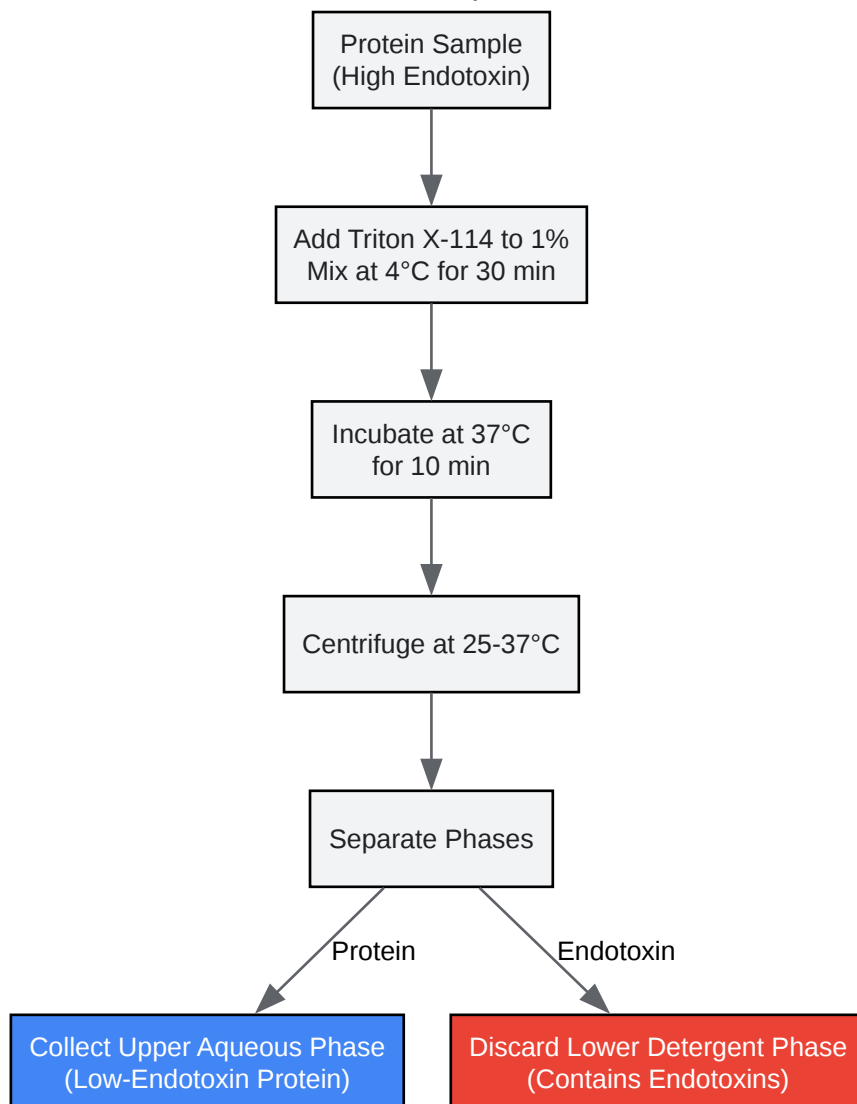 Protein Sample
(High Endotoxin)
Add Triton X-114 to 1%
Mix at 4°C for 30 min
Incubate at 37°C
for 10 min
Centrifuge at 25-37°C
Separate Phases
Protein
Endotoxin
Collect Upper Aqueous Phase
(Low-Endotoxin Protein)
Discard Lower Detergent Phase
(Contains Endotoxins)